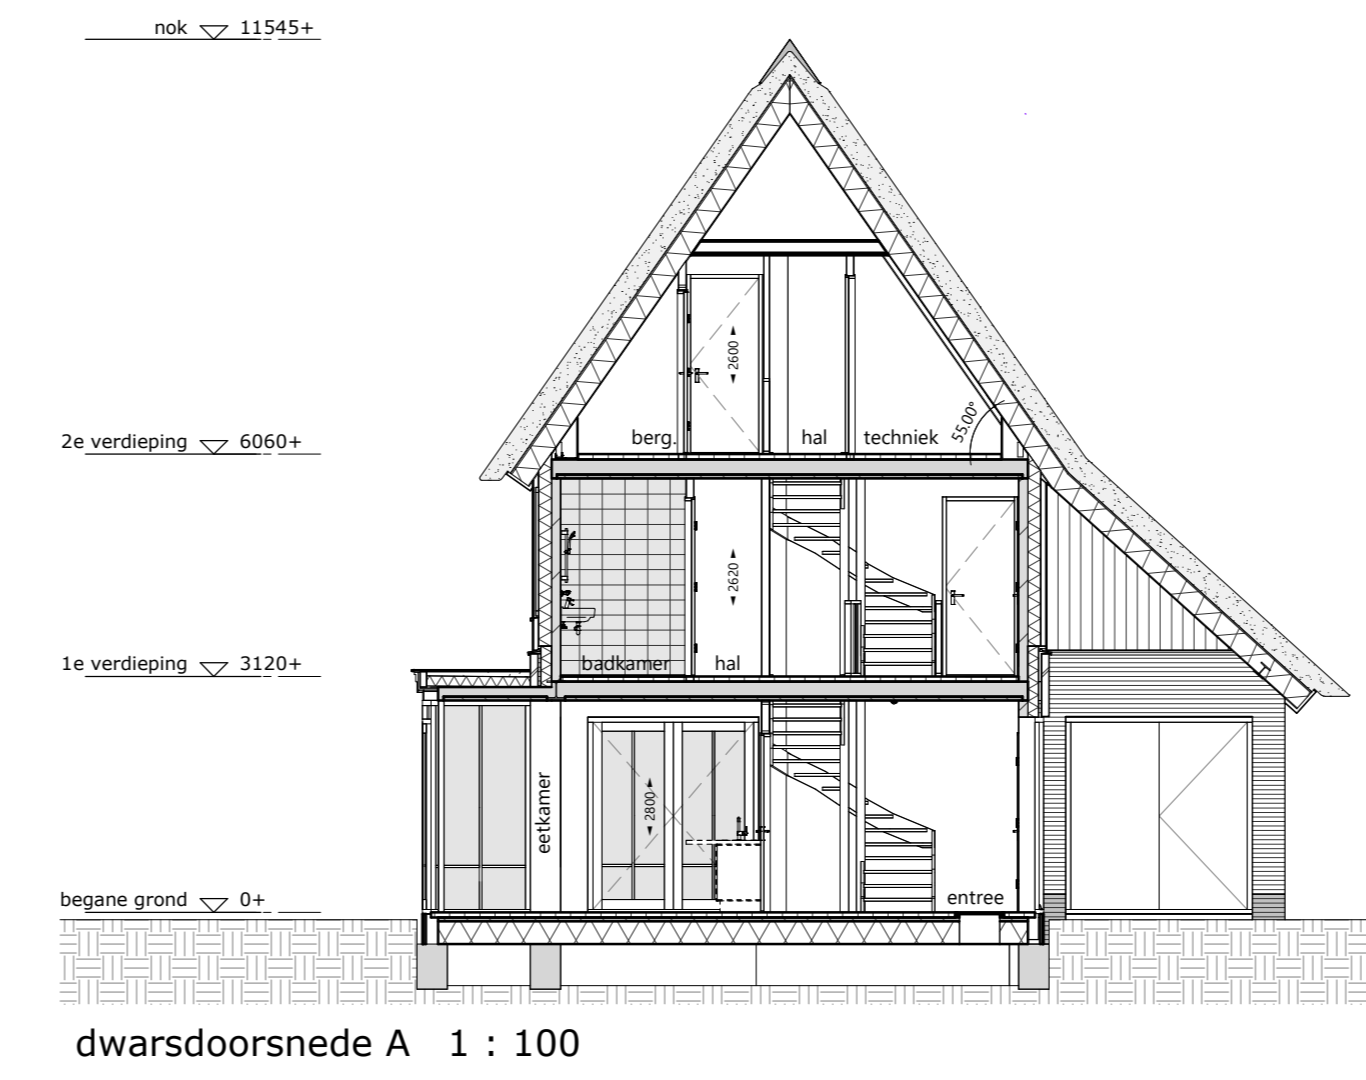 nok 11545+
2600
55.00°
2e verdieping 6060+
berg. hal techniek
2620
1e verdieping 3120+
badkamer hal
2800
eetkamer
begane grond 0+
entree
dwarsdoorsnede A 1 : 100